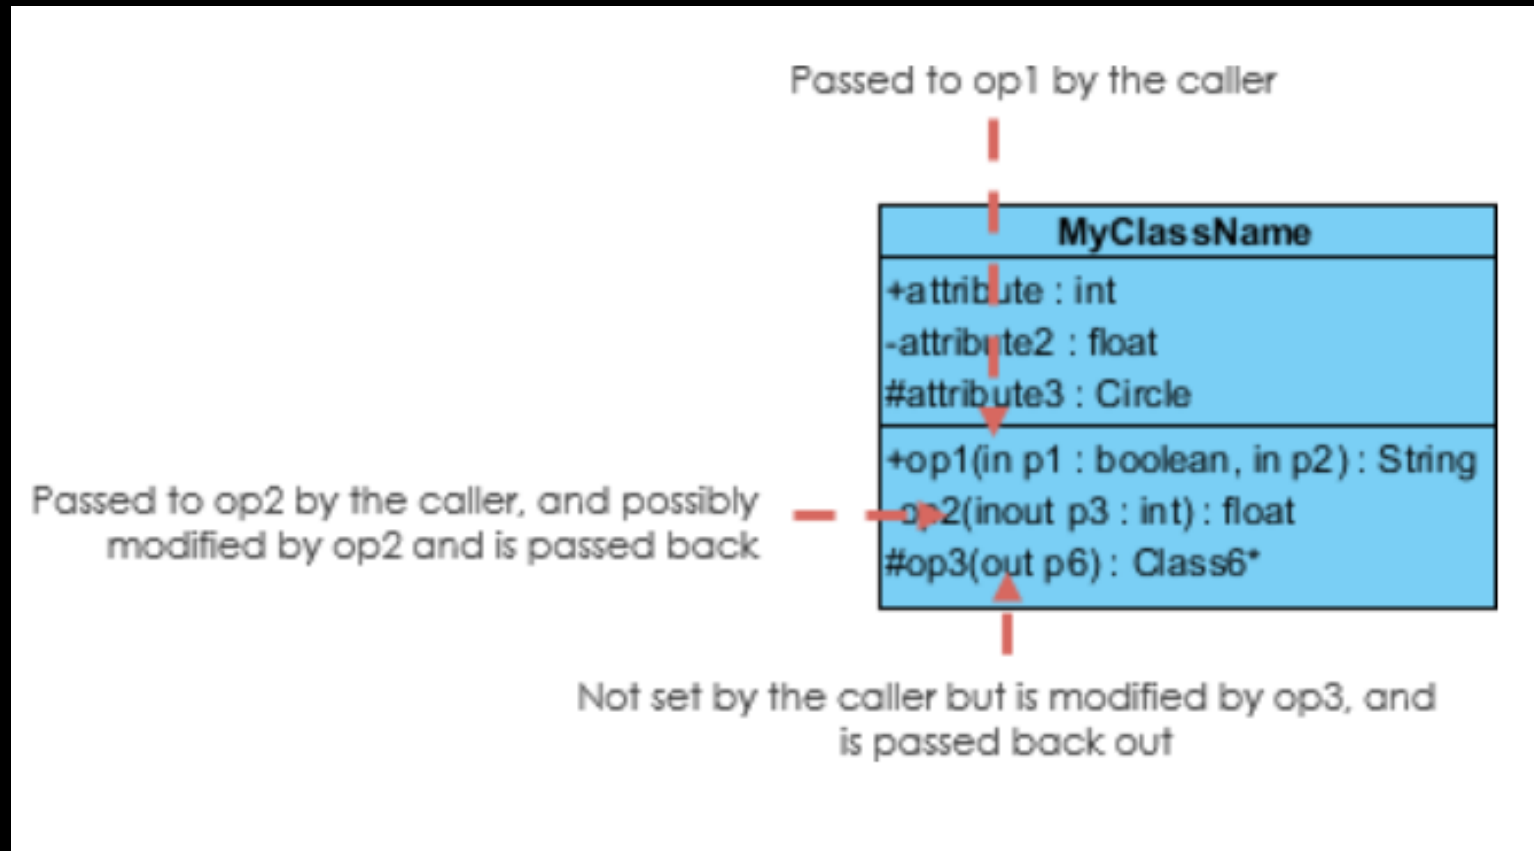 Passed to op1 by the caller
MyClassName
+attribute : int
-attribute2 : float
#attribute3 : Circle
+op1(in p1 : boolean, in p2) : String
Passed to op2 by the caller, and possibly
modified by op2 and is passed back
op2(inout p3 : int) : float
#op3(out p6) : Class6*
Not set by the caller but is modified by op3, and
is passed back out